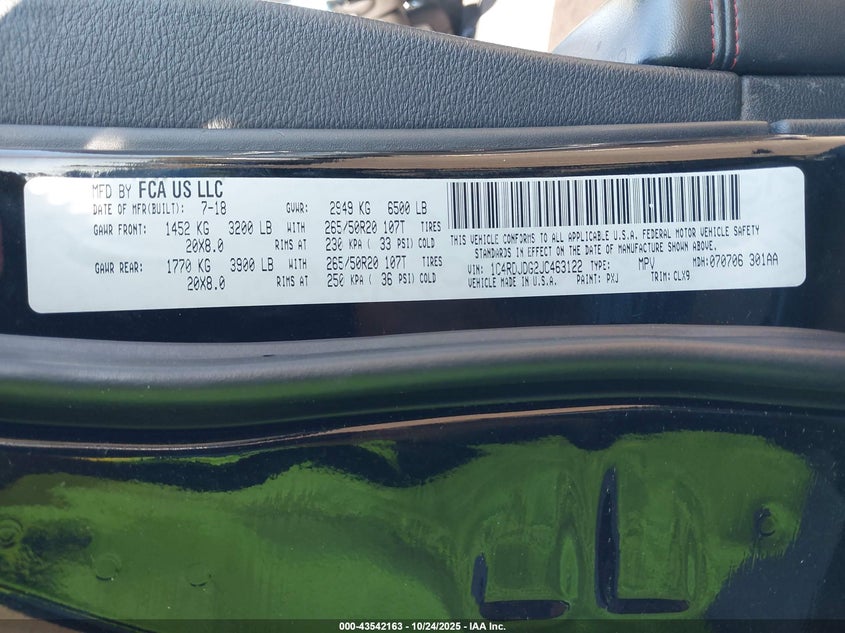 MFD BY FCA US LLC
DATE OF MFR(BUILT): 7-18 GVWR: 2949 KG 6500 LB
GAWR FRONT: 1452 KG 3200 LB WITH 265/50R20 107T TIRES
20X8.0 RIMS AT 230 KPA ( 33 PSI) COLD
GAWR REAR: 1770 KG 3900 LB WITH 265/50R20 107T TIRES
20X8.0 RIMS AT 250 KPA ( 36 PSI) COLD
THIS VEHICLE CONFORMS TO ALL APPLICABLE U.S.A. FEDERAL MOTOR VEHICLE SAFETY
STANDARDS IN EFFECT ON THE DATE OF MANUFACTURE SHOWN ABOVE.
VIN: 1C4RDJDG2JC463122 TYPE: MPV MDH: 070706 301AA
VEHICLE MADE IN U.S.A. PAINT: PXJ TRIM: CLX9
000-43542163 - 10/24/2025 - IAA Inc.